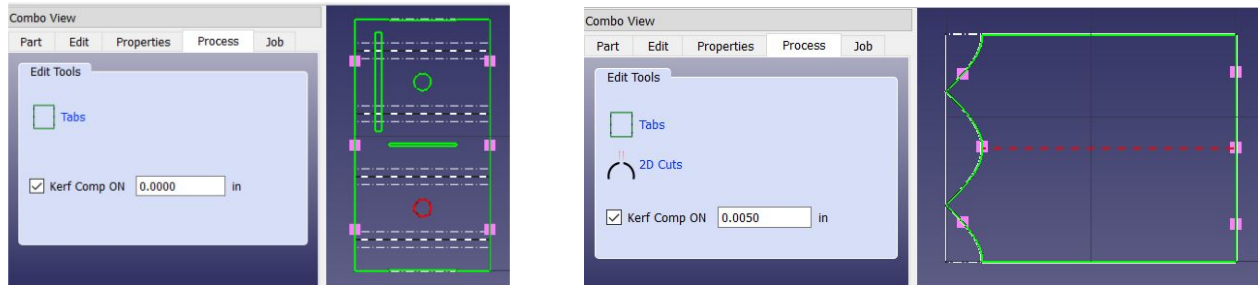 Combo View
Part Edit Properties Process Job
Edit Tools
Tabs
Kerf Comp ON 0.0000 in
Combo View
Part Edit Properties Process Job
Edit Tools
Tabs
2D Cuts
Kerf Comp ON 0.0050 in